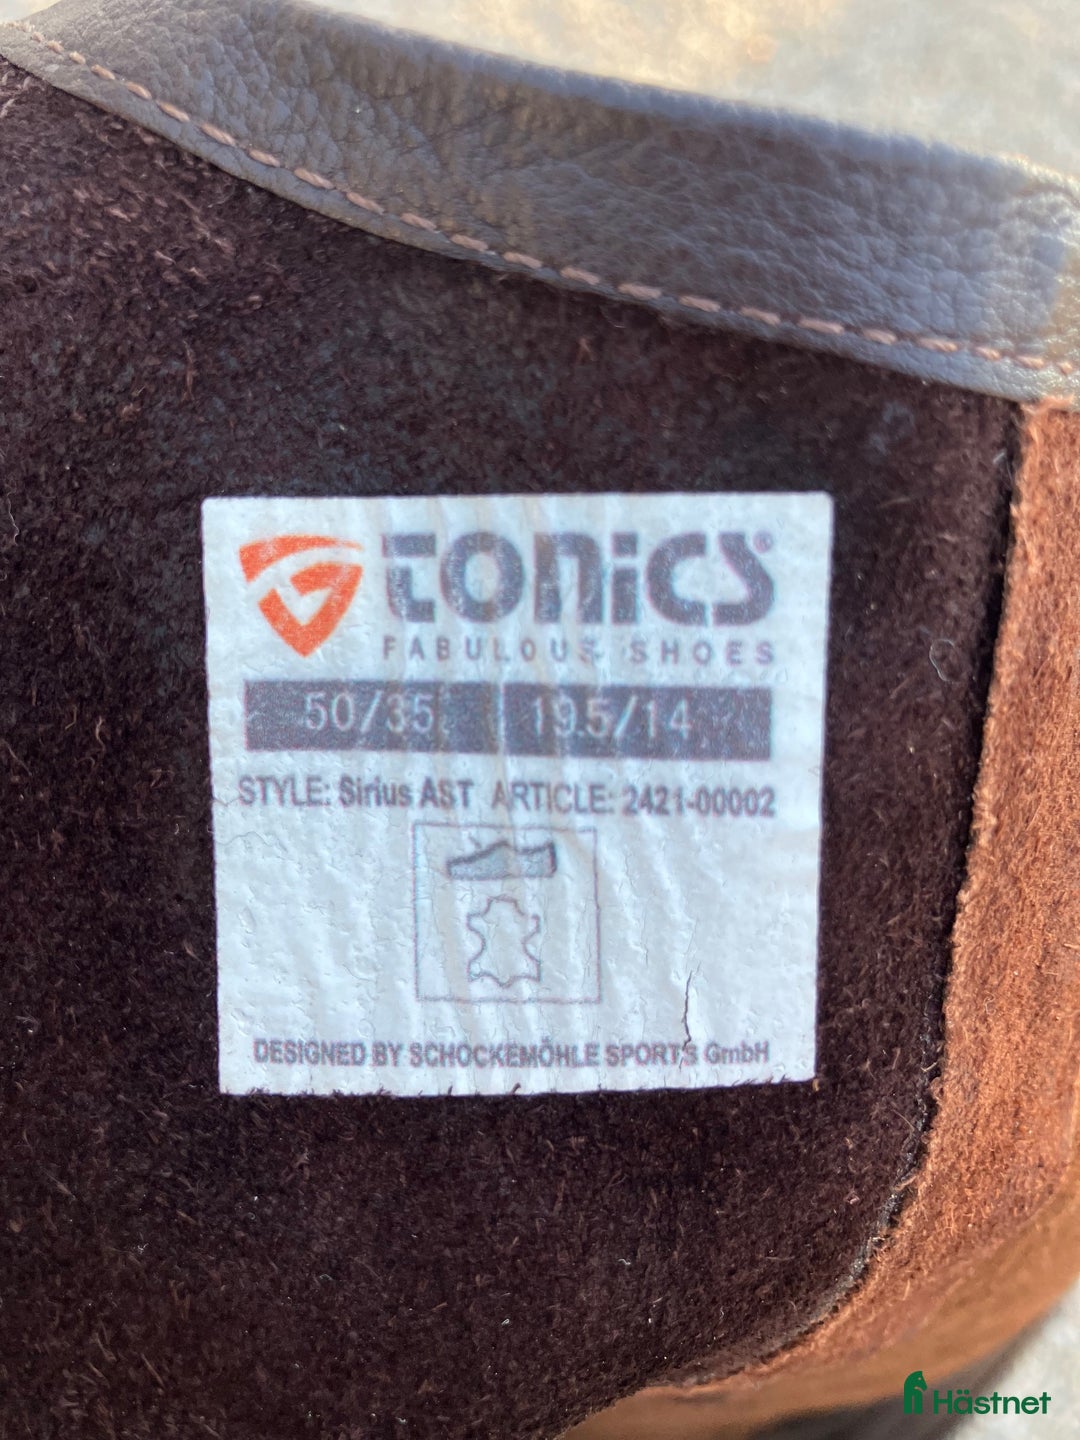 TONiCS®
FABULOUS SHOES
50/35 19.5/14
STYLE: Sirius AST ARTICLE: 2421-00002
DESIGNED BY SCHOCKEMÖHLE SPORTS GmbH
Hästnet